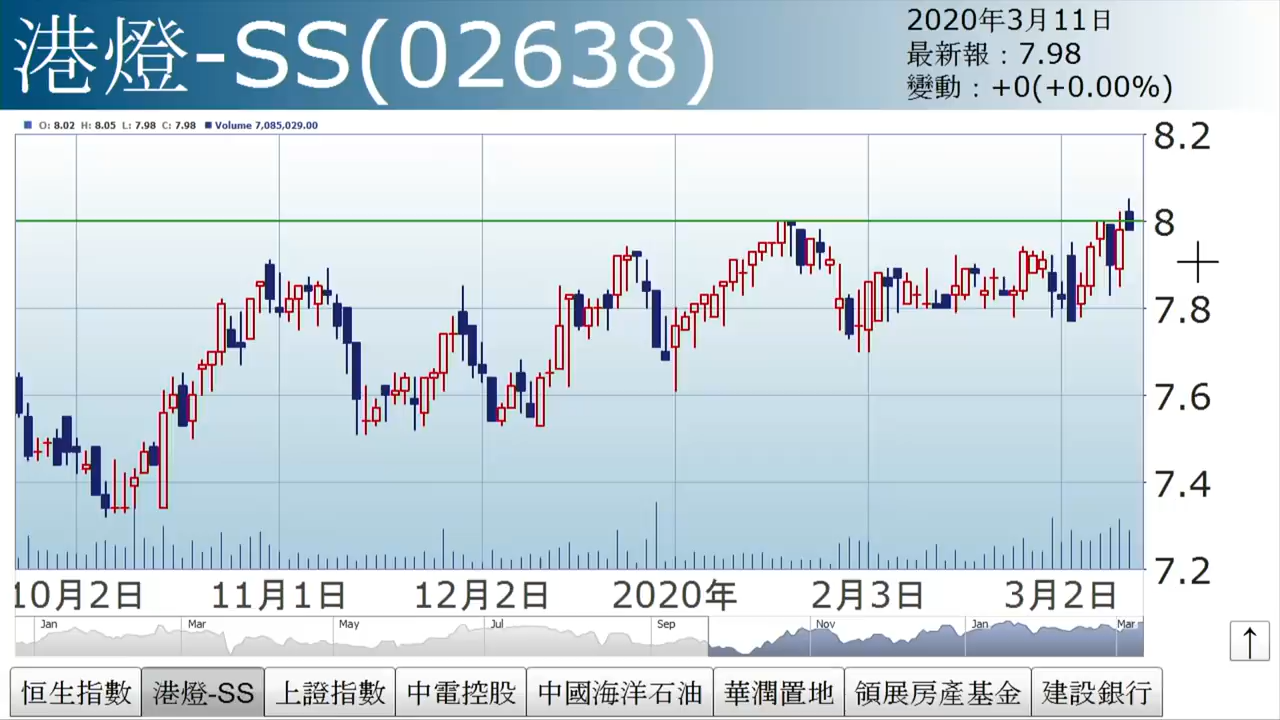 港燈-SS(02638)
2020年3月11日
最新報：7.98
變動：+0(+0.00%)
O: 8.02 H: 8.05 L: 7.98 C: 7.98 Volume 7,085,029.00
8.2
8
7.8
7.6
7.4
7.2
10月2日 11月1日 12月2日 2020年 2月3日 3月2日
Jan Mar May Jul Sep Nov Jan Mar
恒生指數 港燈-SS 上證指數 中電控股 中國海洋石油 華潤置地 領展房產基金 建設銀行